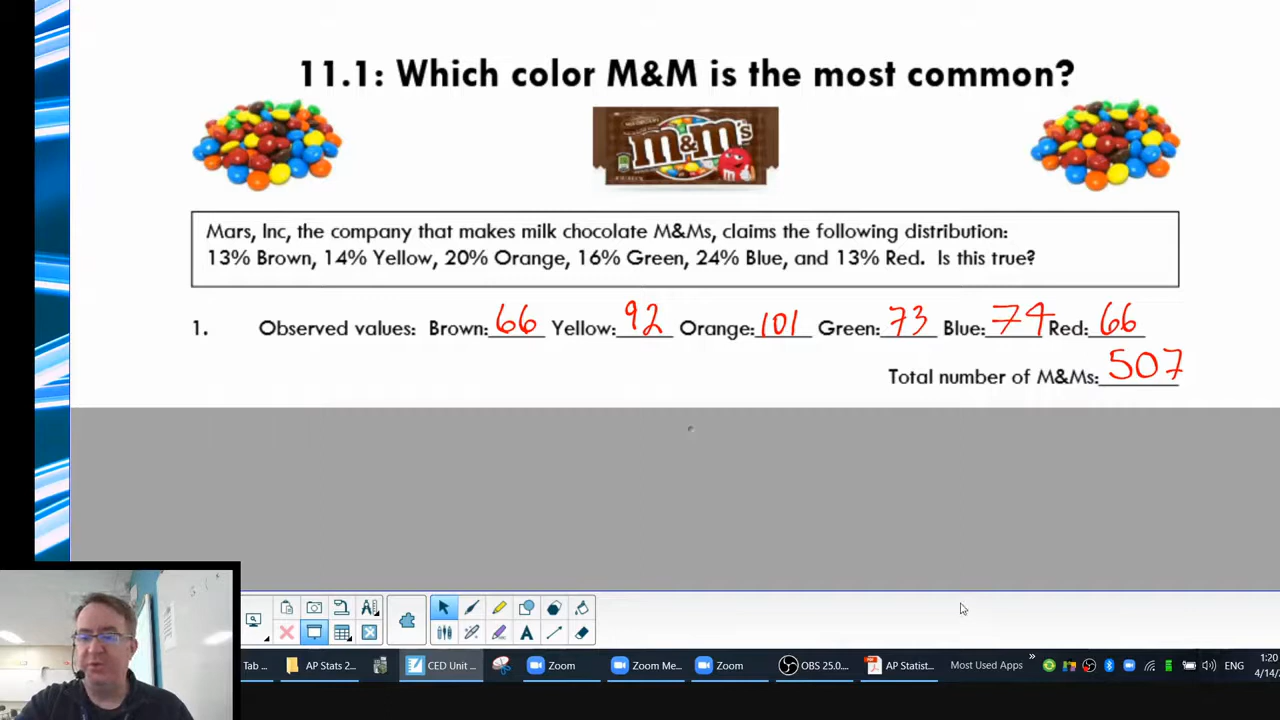 11.1: Which color M&M is the most common?
m&m's
Mars, Inc, the company that makes milk chocolate M&Ms, claims the following distribution:
13% Brown, 14% Yellow, 20% Orange, 16% Green, 24% Blue, and 13% Red. Is this true?
1. Observed values: Brown: 66 Yellow: 92 Orange: 101 Green: 73 Blue: 74 Red: 66
Total number of M&Ms: 507
Tab ... AP Stats 2... CED Unit ... Zoom Zoom Me... Zoom OBS 25.0... AP Statist... Most Used Apps » ENG 1:20
4/14/2